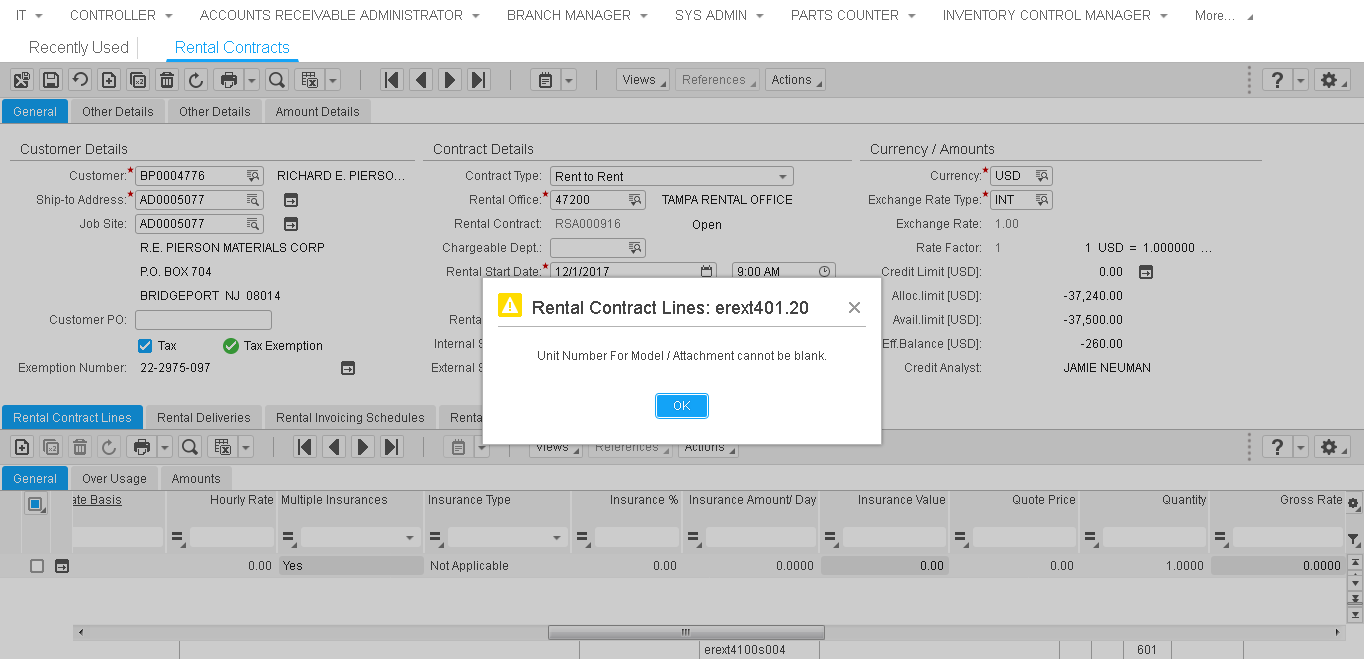 IT CONTROLLER ACCOUNTS RECEIVABLE ADMINISTRATOR BRANCH MANAGER SYS ADMIN PARTS COUNTER INVENTORY CONTROL MANAGER More...
Recently Used Rental Contracts
Views References Actions ?
General Other Details Other Details Amount Details
Customer Details Contract Details Currency / Amounts
Customer:* BP0004776 RICHARD E. PIERSO... Contract Type: Rent to Rent Currency:* USD
Ship-to Address:* AD0005077 Rental Office:* 47200 TAMPA RENTAL OFFICE Exchange Rate Type:* INT
Job Site: AD0005077 Rental Contract: RSA000916 Open Exchange Rate: 1.00
R.E. PIERSON MATERIALS CORP Chargeable Dept.: Rate Factor: 1 1 USD = 1.000000 ...
P.O. BOX 704 Rental Start Date:* 12/1/2017 9:00 AM Credit Limit [USD]: 0.00
BRIDGEPORT NJ 08014 Alloc.limit [USD]: -37,240.00
Customer PO: Renta Avail.limit [USD]: -37,500.00
Tax Tax Exemption Internal S Eff.Balance [USD]: -260.00
Exemption Number: 22-2975-097 External S Credit Analyst: JAMIE NEUMAN
Rental Contract Lines: erext401.20
Unit Number For Model / Attachment cannot be blank.
OK
Rental Contract Lines Rental Deliveries Rental Invoicing Schedules Renta
Views References Actions ?
General Over Usage Amounts
ate Basis Hourly Rate Multiple Insurances Insurance Type Insurance % Insurance Amount/ Day Insurance Value Quote Price Quantity Gross Rate
0.00 Yes Not Applicable 0.00 0.0000 0.00 0.00 1.0000 0.0000
erext4100s004 601